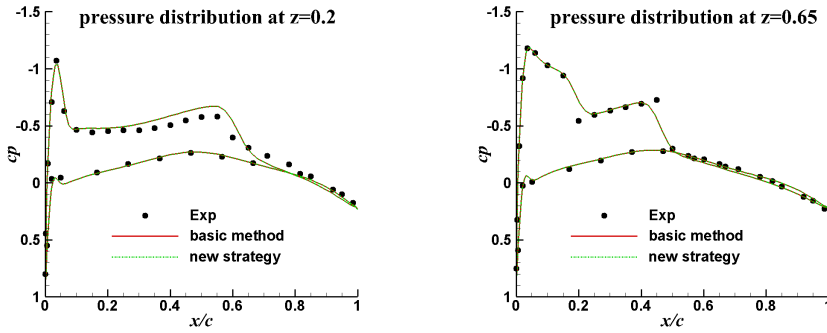 pressure distribution at z=0.2
-1.5
-1
-0.5
0
0.5
1
cp
0
0.2
0.4
0.6
0.8
1
x/c
Exp
basic method
new strategy
pressure distribution at z=0.65
-1.5
-1
-0.5
0
0.5
1
cp
0
0.2
0.4
0.6
0.8
1
x/c
Exp
basic method
new strategy